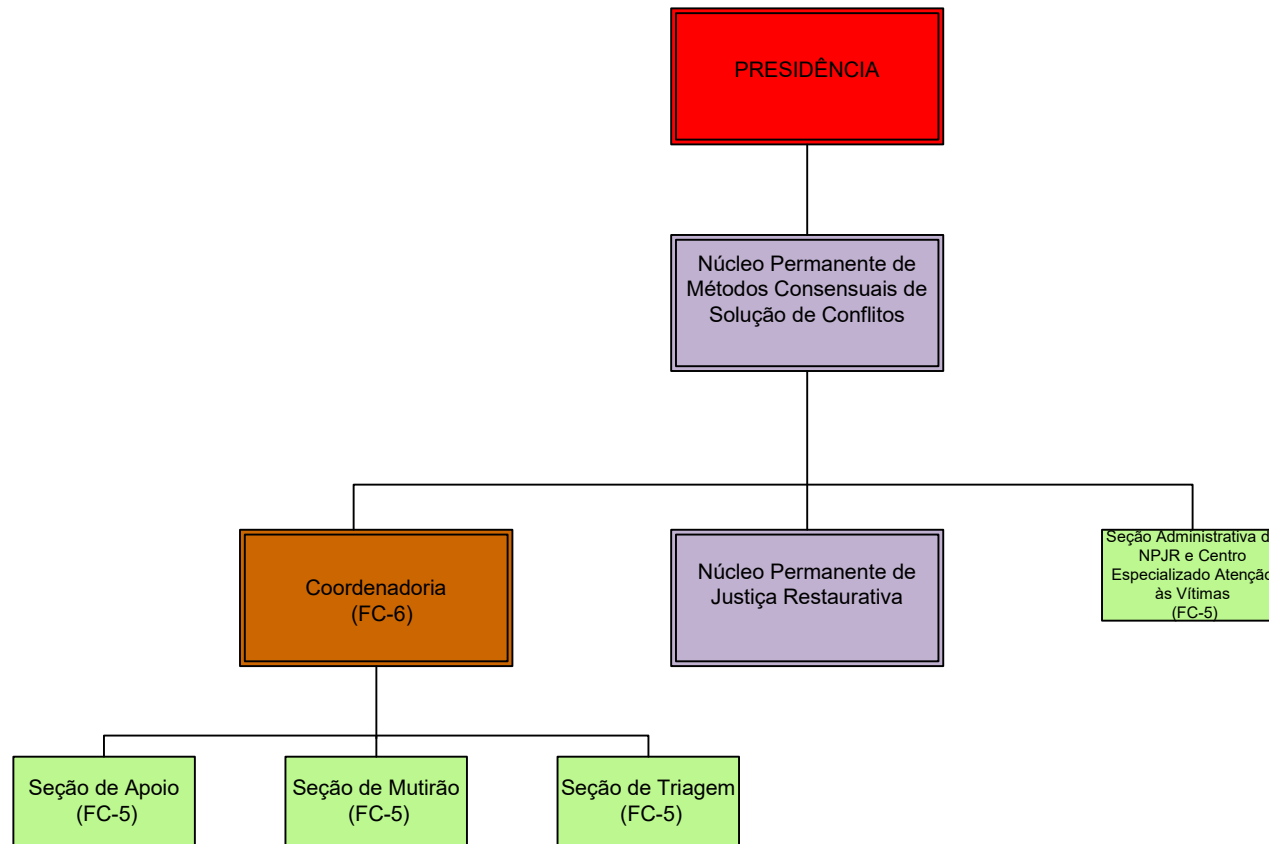 PRESIDÊNCIA
Núcleo Permanente de
Métodos Consensuais de
Solução de Conflitos
Coordenadoria
(FC-6)
Núcleo Permanente de
Justiça Restaurativa
Seção Administrativa d
NPJR e Centro
Especializado Atenção
às Vítimas
(FC-5)
Seção de Apoio
(FC-5)
Seção de Mutirão
(FC-5)
Seção de Triagem
(FC-5)